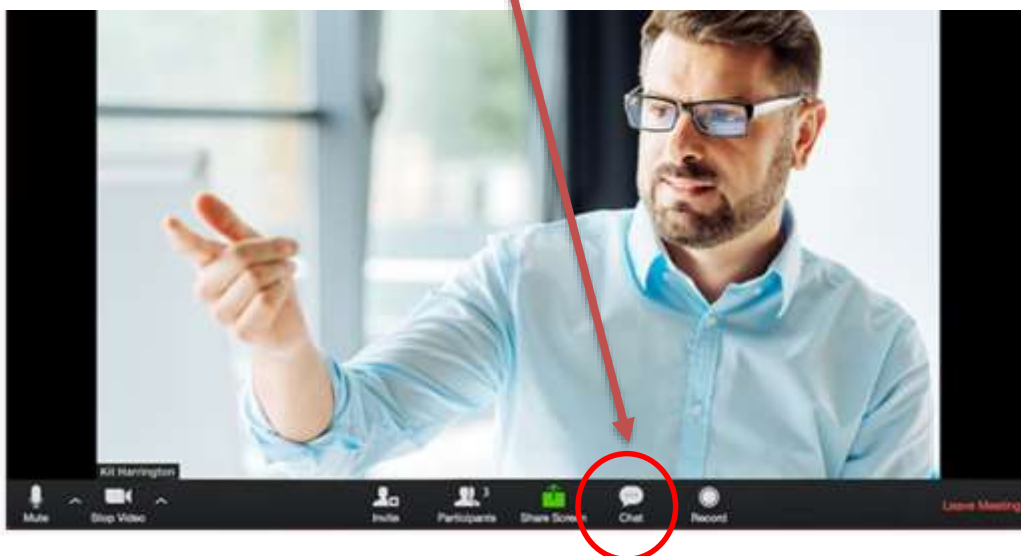 Kit Harrington
Mute
Stop Video
Invite
Participants
3
Share Screen
Chat
Record
Leave Meeting